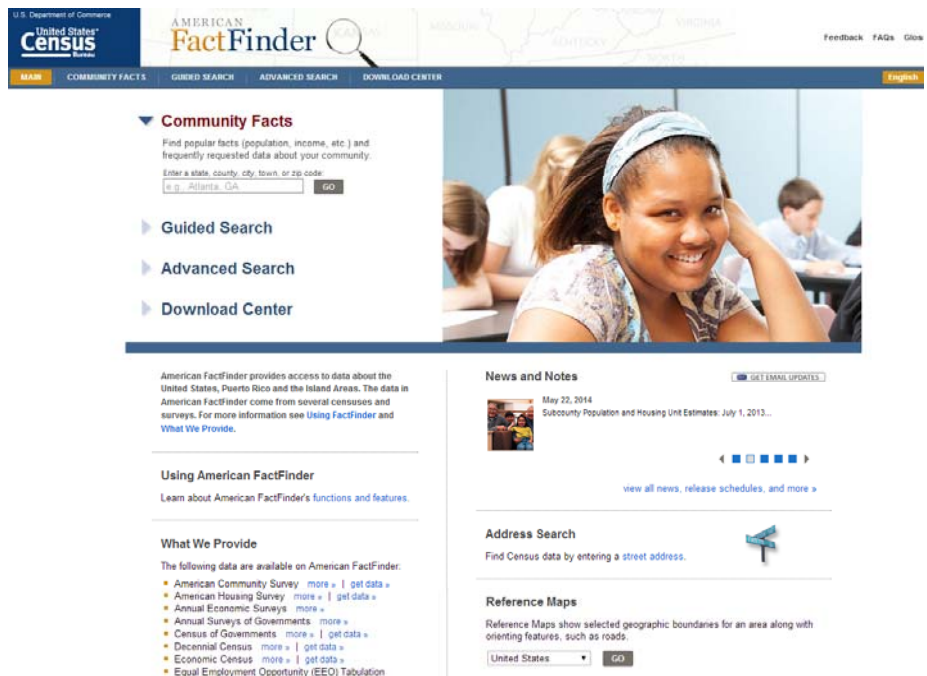 U.S. Department of Commerce
United States™
Census
Bureau
AMERICAN
FactFinder
KANSAS
MISSOURI
KENTUCKY
VIRGINIA
NORTH
Feedback FAQs Glos
MAIN COMMUNITY FACTS GUIDED SEARCH ADVANCED SEARCH DOWNLOAD CENTER
English
Community Facts
Find popular facts (population, income, etc.) and
frequently requested data about your community.
Enter a state, county, city, town, or zip code:
e.g., Atlanta, GA GO
Guided Search
Advanced Search
Download Center
American FactFinder provides access to data about the
United States, Puerto Rico and the Island Areas. The data in
American FactFinder come from several censuses and
surveys. For more information see Using FactFinder and
What We Provide.
Using American FactFinder
Learn about American FactFinder's functions and features.
What We Provide
The following data are available on American FactFinder:
American Community Survey more » | get data »
American Housing Survey more » | get data »
Annual Economic Surveys more »
Annual Surveys of Governments more »
Census of Governments more » | get data »
Decennial Census more » | get data »
Economic Census more » | get data »
Equal Employment Opportunity (EEO) Tabulation
News and Notes
GET EMAIL UPDATES
May 22, 2014
Subcounty Population and Housing Unit Estimates: July 1, 2013...
view all news, release schedules, and more »
Address Search
Find Census data by entering a street address.
Reference Maps
Reference Maps show selected geographic boundaries for an area along with
orienting features, such as roads.
United States GO